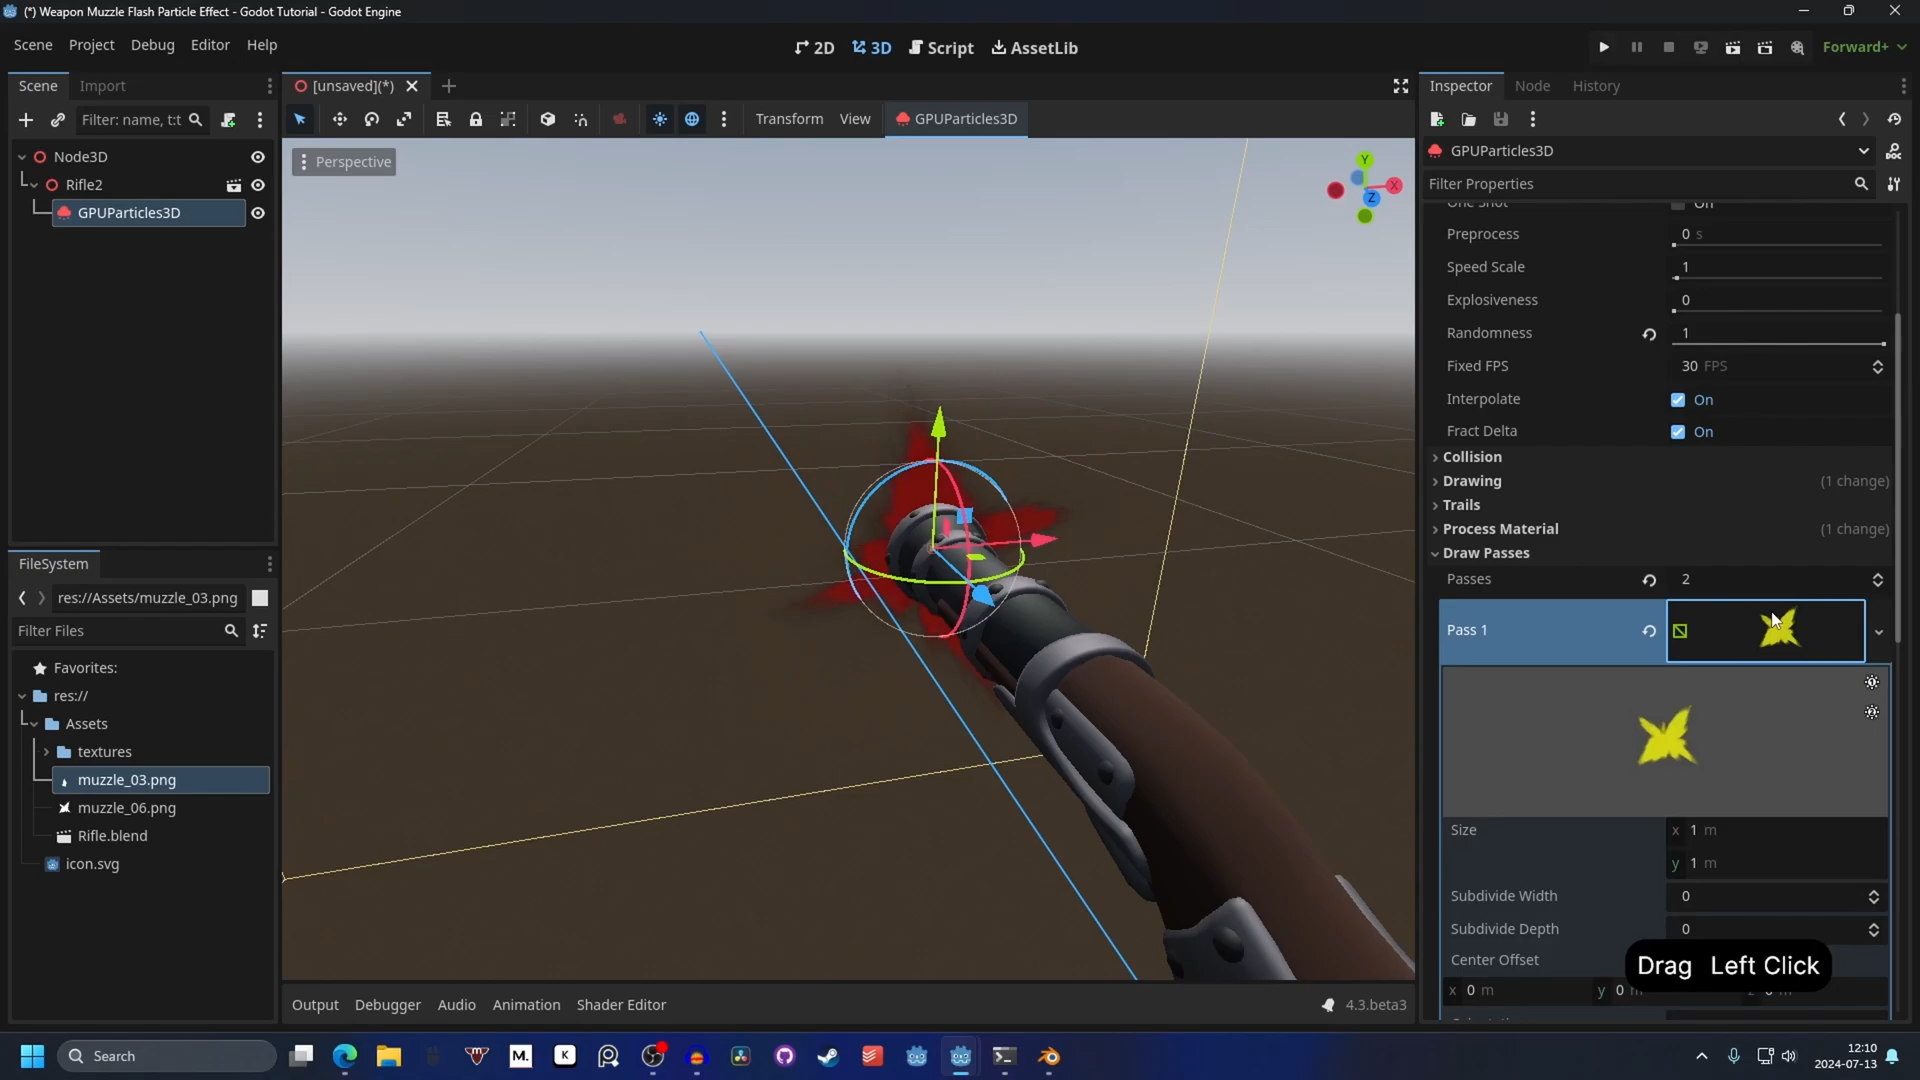 (*) Weapon Muzzle Flash Particle Effect - Godot Tutorial - Godot Engine
Scene Project Debug Editor Help
2D 3D Script AssetLib
Forward+
Scene Import
Filter: name, t:t
Node3D
Rifle2
GPUParticles3D
[unsaved](*)
Transform View GPUParticles3D
Perspective
Y
X
Z
Inspector Node History
GPUParticles3D
DOC
Filter Properties
One Shot On
Preprocess 0 s
Speed Scale 1
Explosiveness 0
Randomness 1
Fixed FPS 30 FPS
Interpolate On
Fract Delta On
Collision
Drawing (1 change)
Trails
Process Material (1 change)
Draw Passes
Passes 2
Pass 1
Size x 1 m
y 1 m
Subdivide Width 0
Subdivide Depth 0
Center Offset
x 0 m y 0 m
Drag Left Click
FileSystem
res://Assets/muzzle_03.png
Filter Files
Favorites:
res://
Assets
textures
muzzle_03.png
muzzle_06.png
Rifle.blend
icon.svg
Output Debugger Audio Animation Shader Editor
4.3.beta3
Search
M.
K
12:10
2024-07-13